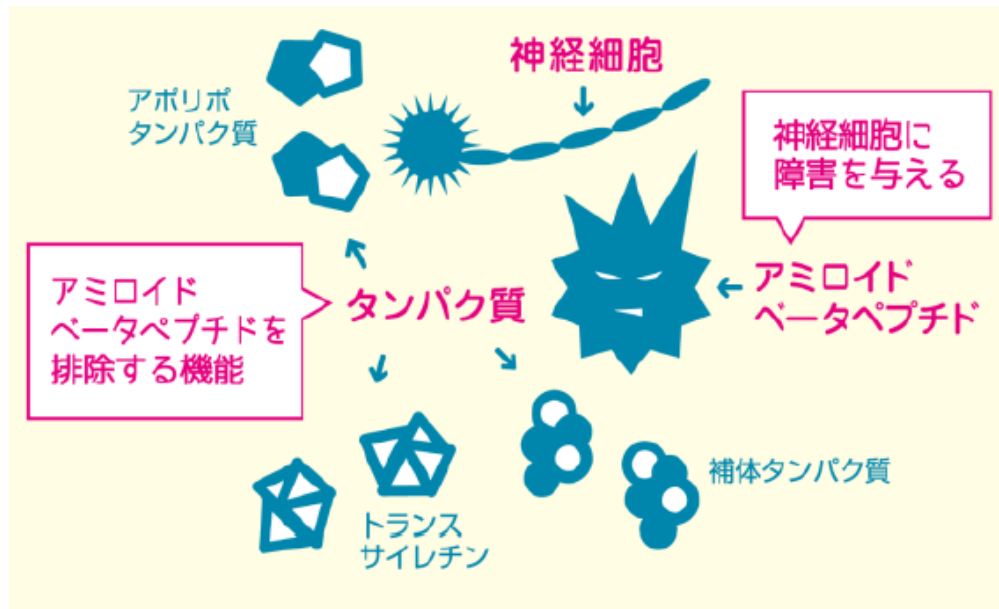 神経細胞
アポリポ
タンパク質
神経細胞に
障害を与える
アミロイド
ベータペプチド
アミロイド
ベータペプチドを
排除する機能
タンパク質
補体タンパク質
トランス
サイレチン